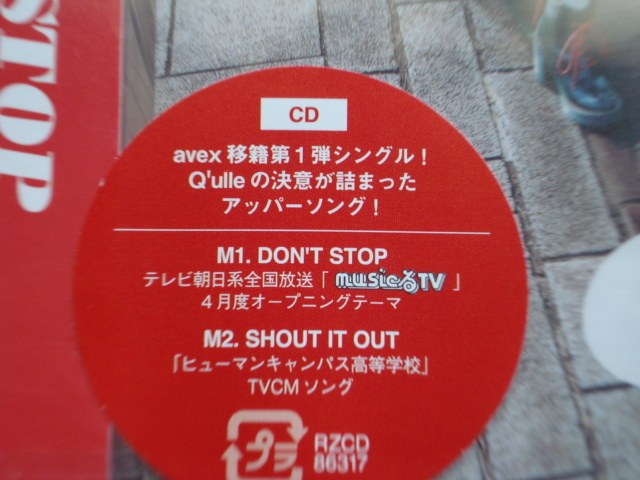 STOP
CD
avex 移籍第1弾シングル!
Q'ulle の決意が詰まった
アッパーソング!
M1. DON'T STOP
テレビ朝日系全国放送「musicるTV」
4月度オープニングテーマ
M2. SHOUT IT OUT
「ヒューマンキャンパス高等学校」
TVCM ソング
プラ
RZCD
86317